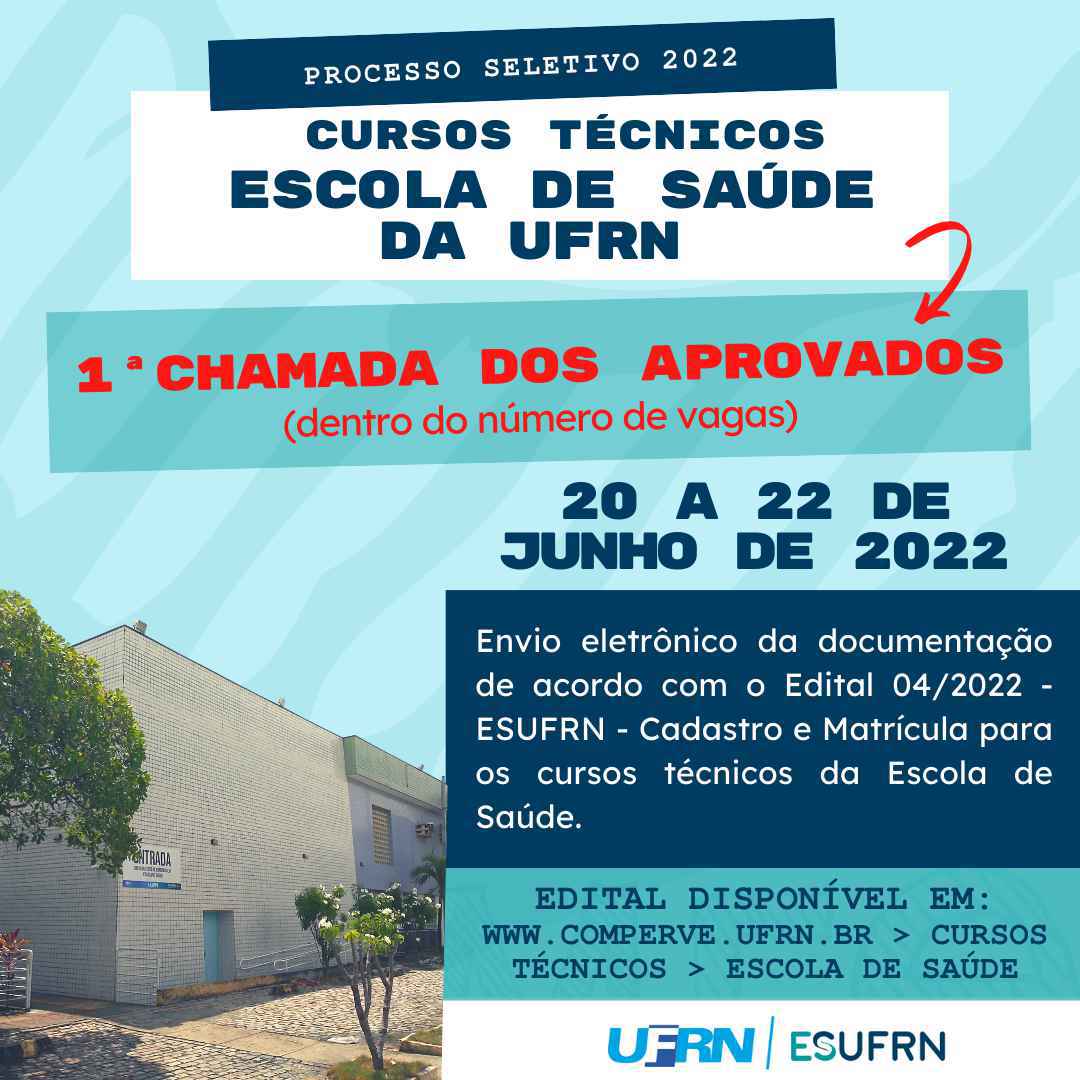 PROCESSO SELETIVO 2022
CURSOS TÉCNICOS
ESCOLA DE SAÚDE
DA UFRN
1ª CHAMADA DOS APROVADOS
(dentro do número de vagas)
20 A 22 DE
JUNHO DE 2022
Envio eletrônico da documentação
de acordo com o Edital 04/2022 -
ESUFRN - Cadastro e Matrícula para
os cursos técnicos da Escola de
Saúde.
ENTRADA
UFRN
EDITAL DISPONÍVEL EM:
WWW.COMPERVE.UFRN.BR > CURSOS
TÉCNICOS > ESCOLA DE SAÚDE
UFRN | ESUFRN